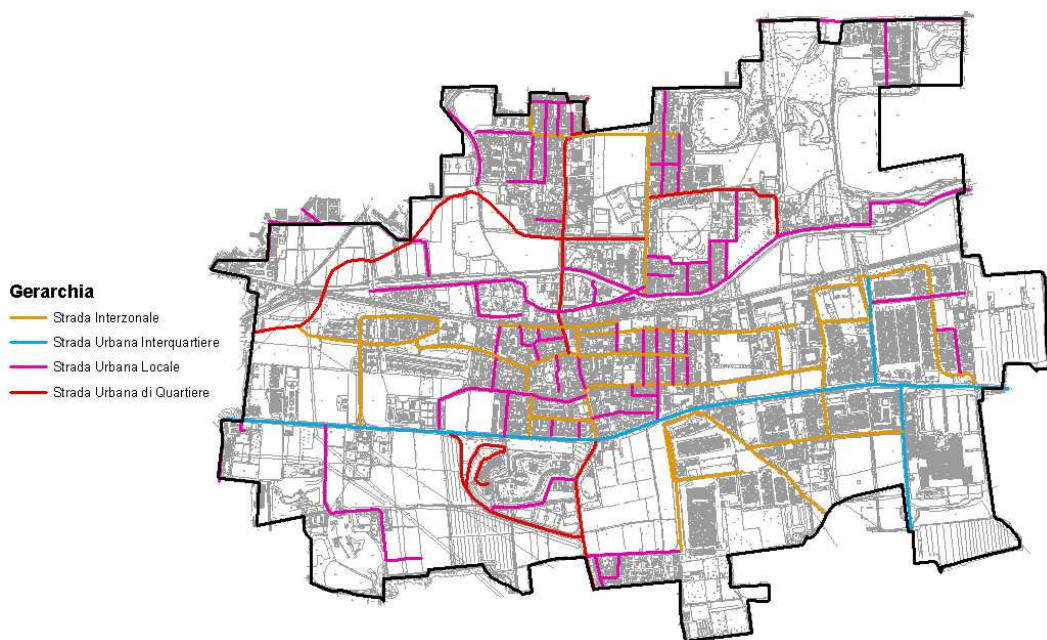 Gerarchia
Strada Interzonale
Strada Urbana Interquartiere
Strada Urbana Locale
Strada Urbana di Quartiere